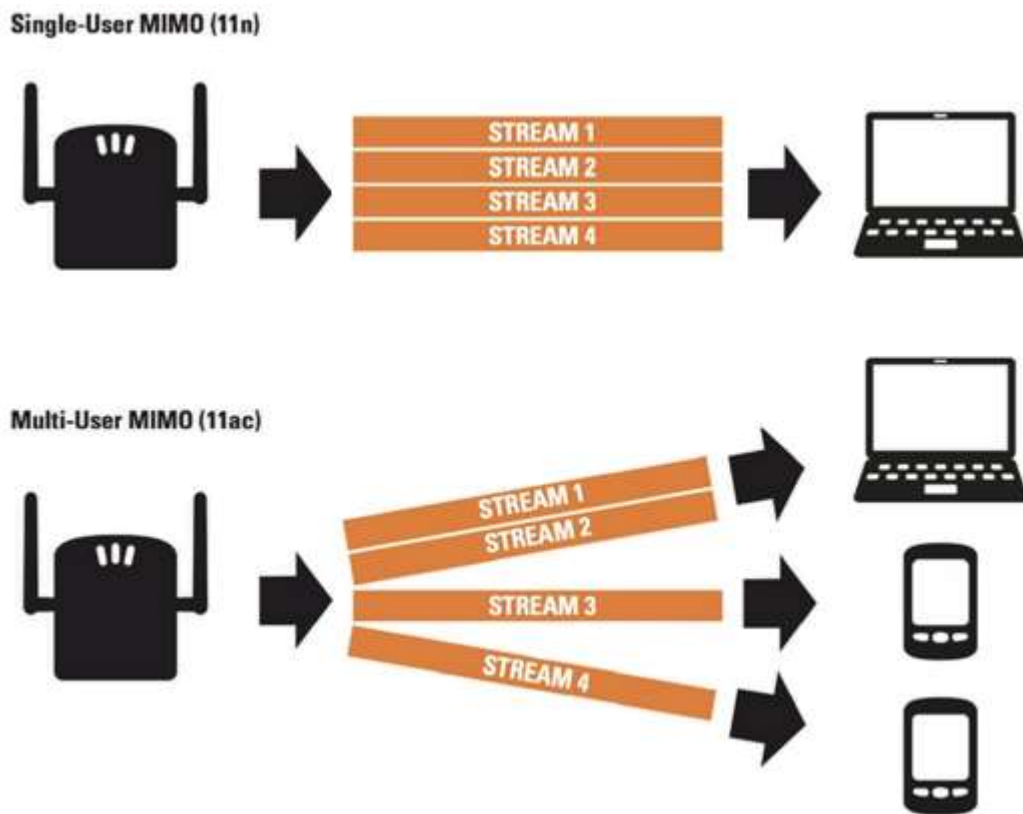 Single-User MIMO (11n)
STREAM 1
STREAM 2
STREAM 3
STREAM 4
Multi-User MIMO (11ac)
STREAM 1
STREAM 2
STREAM 3
STREAM 4